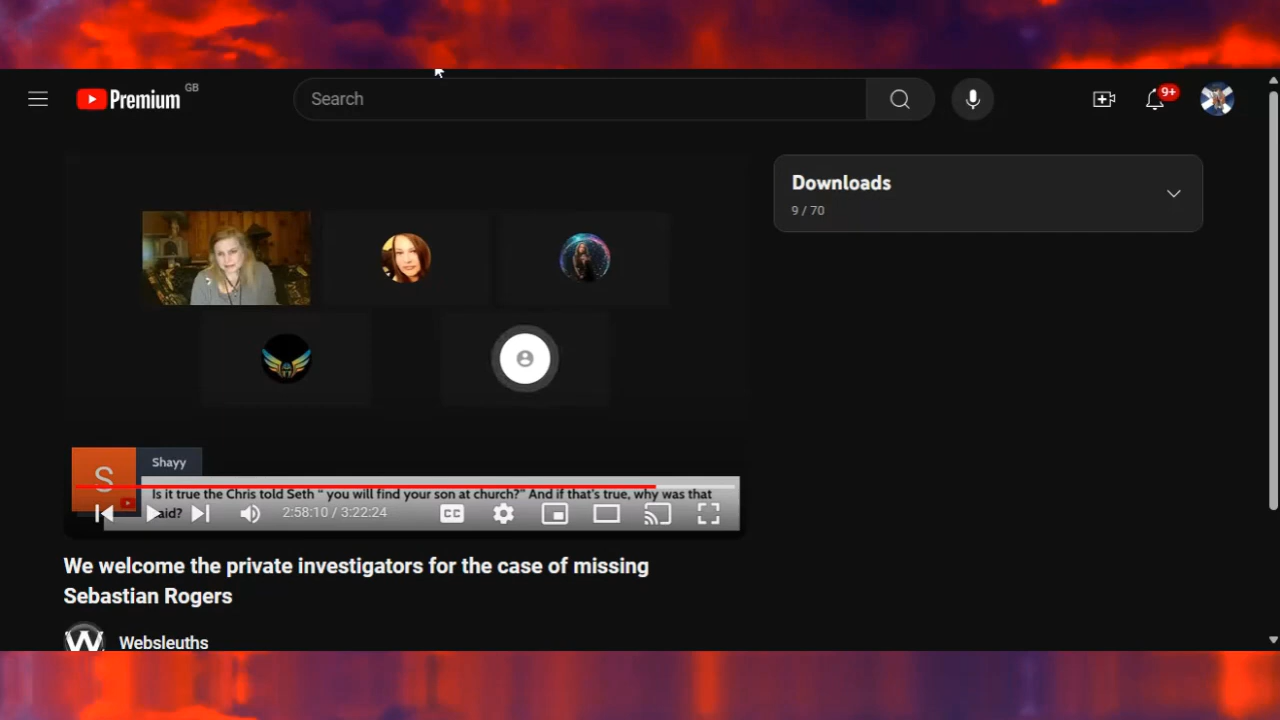 Premium GB
Search
9+
Downloads
9 / 70
S
Shayy
Is it true the Chris told Seth “ you will find your son at church?” And if that’s true, why was that
said?
2:58:10 / 3:22:24
CC
We welcome the private investigators for the case of missing
Sebastian Rogers
W
Websleuths